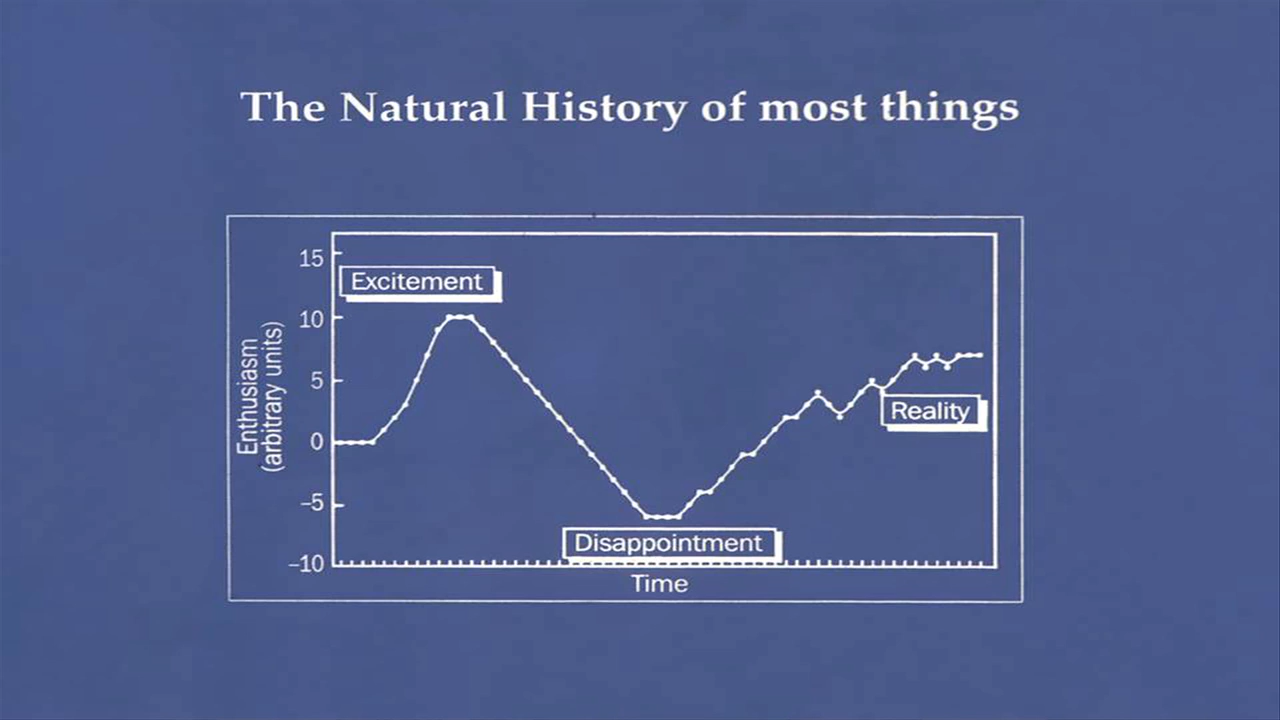 The Natural History of most things
15
10
5
0
–5
–10
Enthusiasm
(arbitrary units)
Excitement
Disappointment
Reality
Time